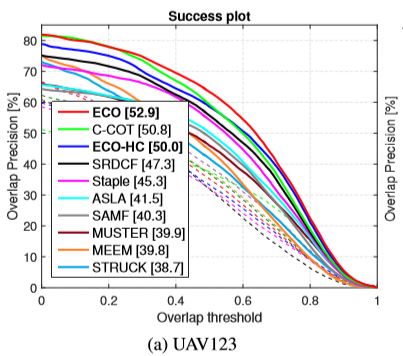 Success plot
Overlap Precision [%]
80
70
60
50
40
30
20
10
0
ECO [52.9]
C-COT [50.8]
ECO-HC [50.0]
SRDCF [47.3]
Staple [45.3]
ASLA [41.5]
SAMF [40.3]
MUSTER [39.9]
MEEM [39.8]
STRUCK [38.7]
0 0.2 0.4 0.6 0.8 1
Overlap threshold
Overlap Precision [%]
(a) UAV123